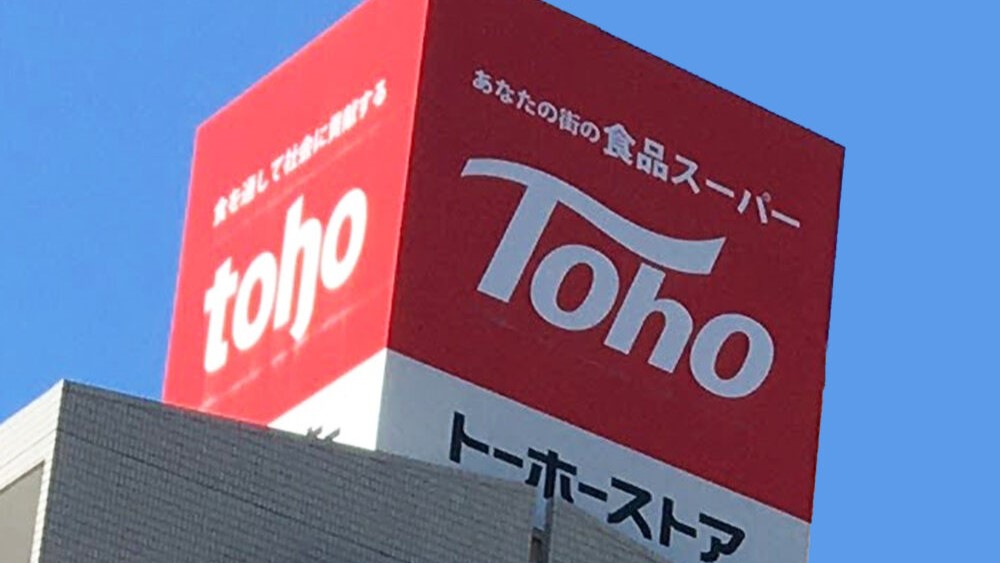 食を通して社会に貢献する
toho
あなたの街の食品スーパー
Toho
トーホーストア